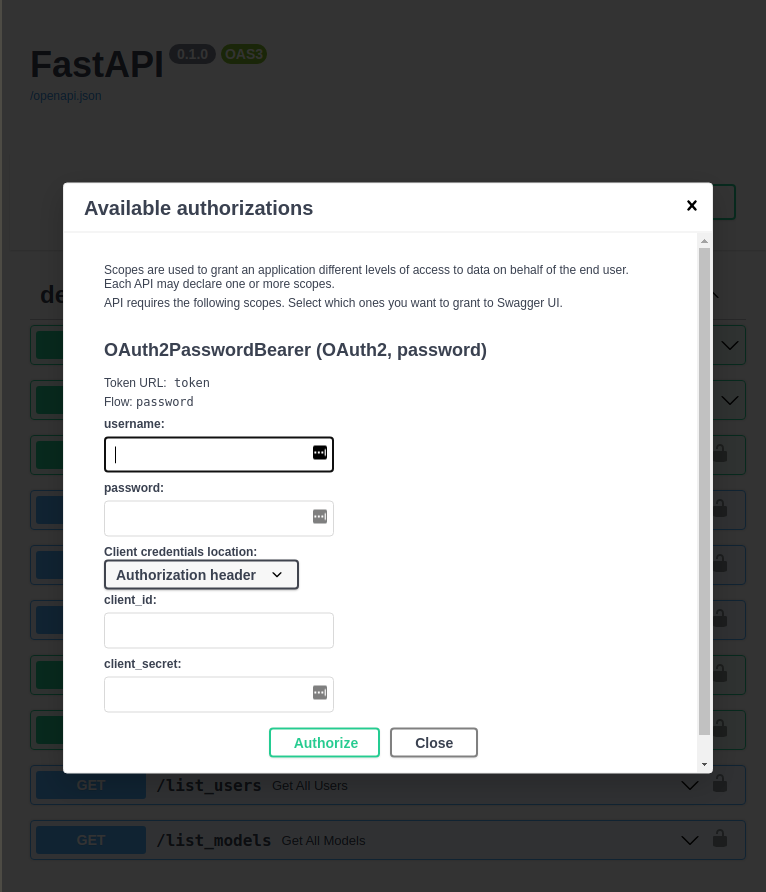 FastAPI 0.1.0 OAS3
/openapi.json
Available authorizations
Scopes are used to grant an application different levels of access to data on behalf of the end user.
Each API may declare one or more scopes.
API requires the following scopes. Select which ones you want to grant to Swagger UI.
de
OAuth2PasswordBearer (OAuth2, password)
Token URL: token
Flow: password
username:
password:
Client credentials location:
Authorization header
client_id:
client_secret:
Authorize Close
GET /list_users Get All Users
GET /list_models Get All Models